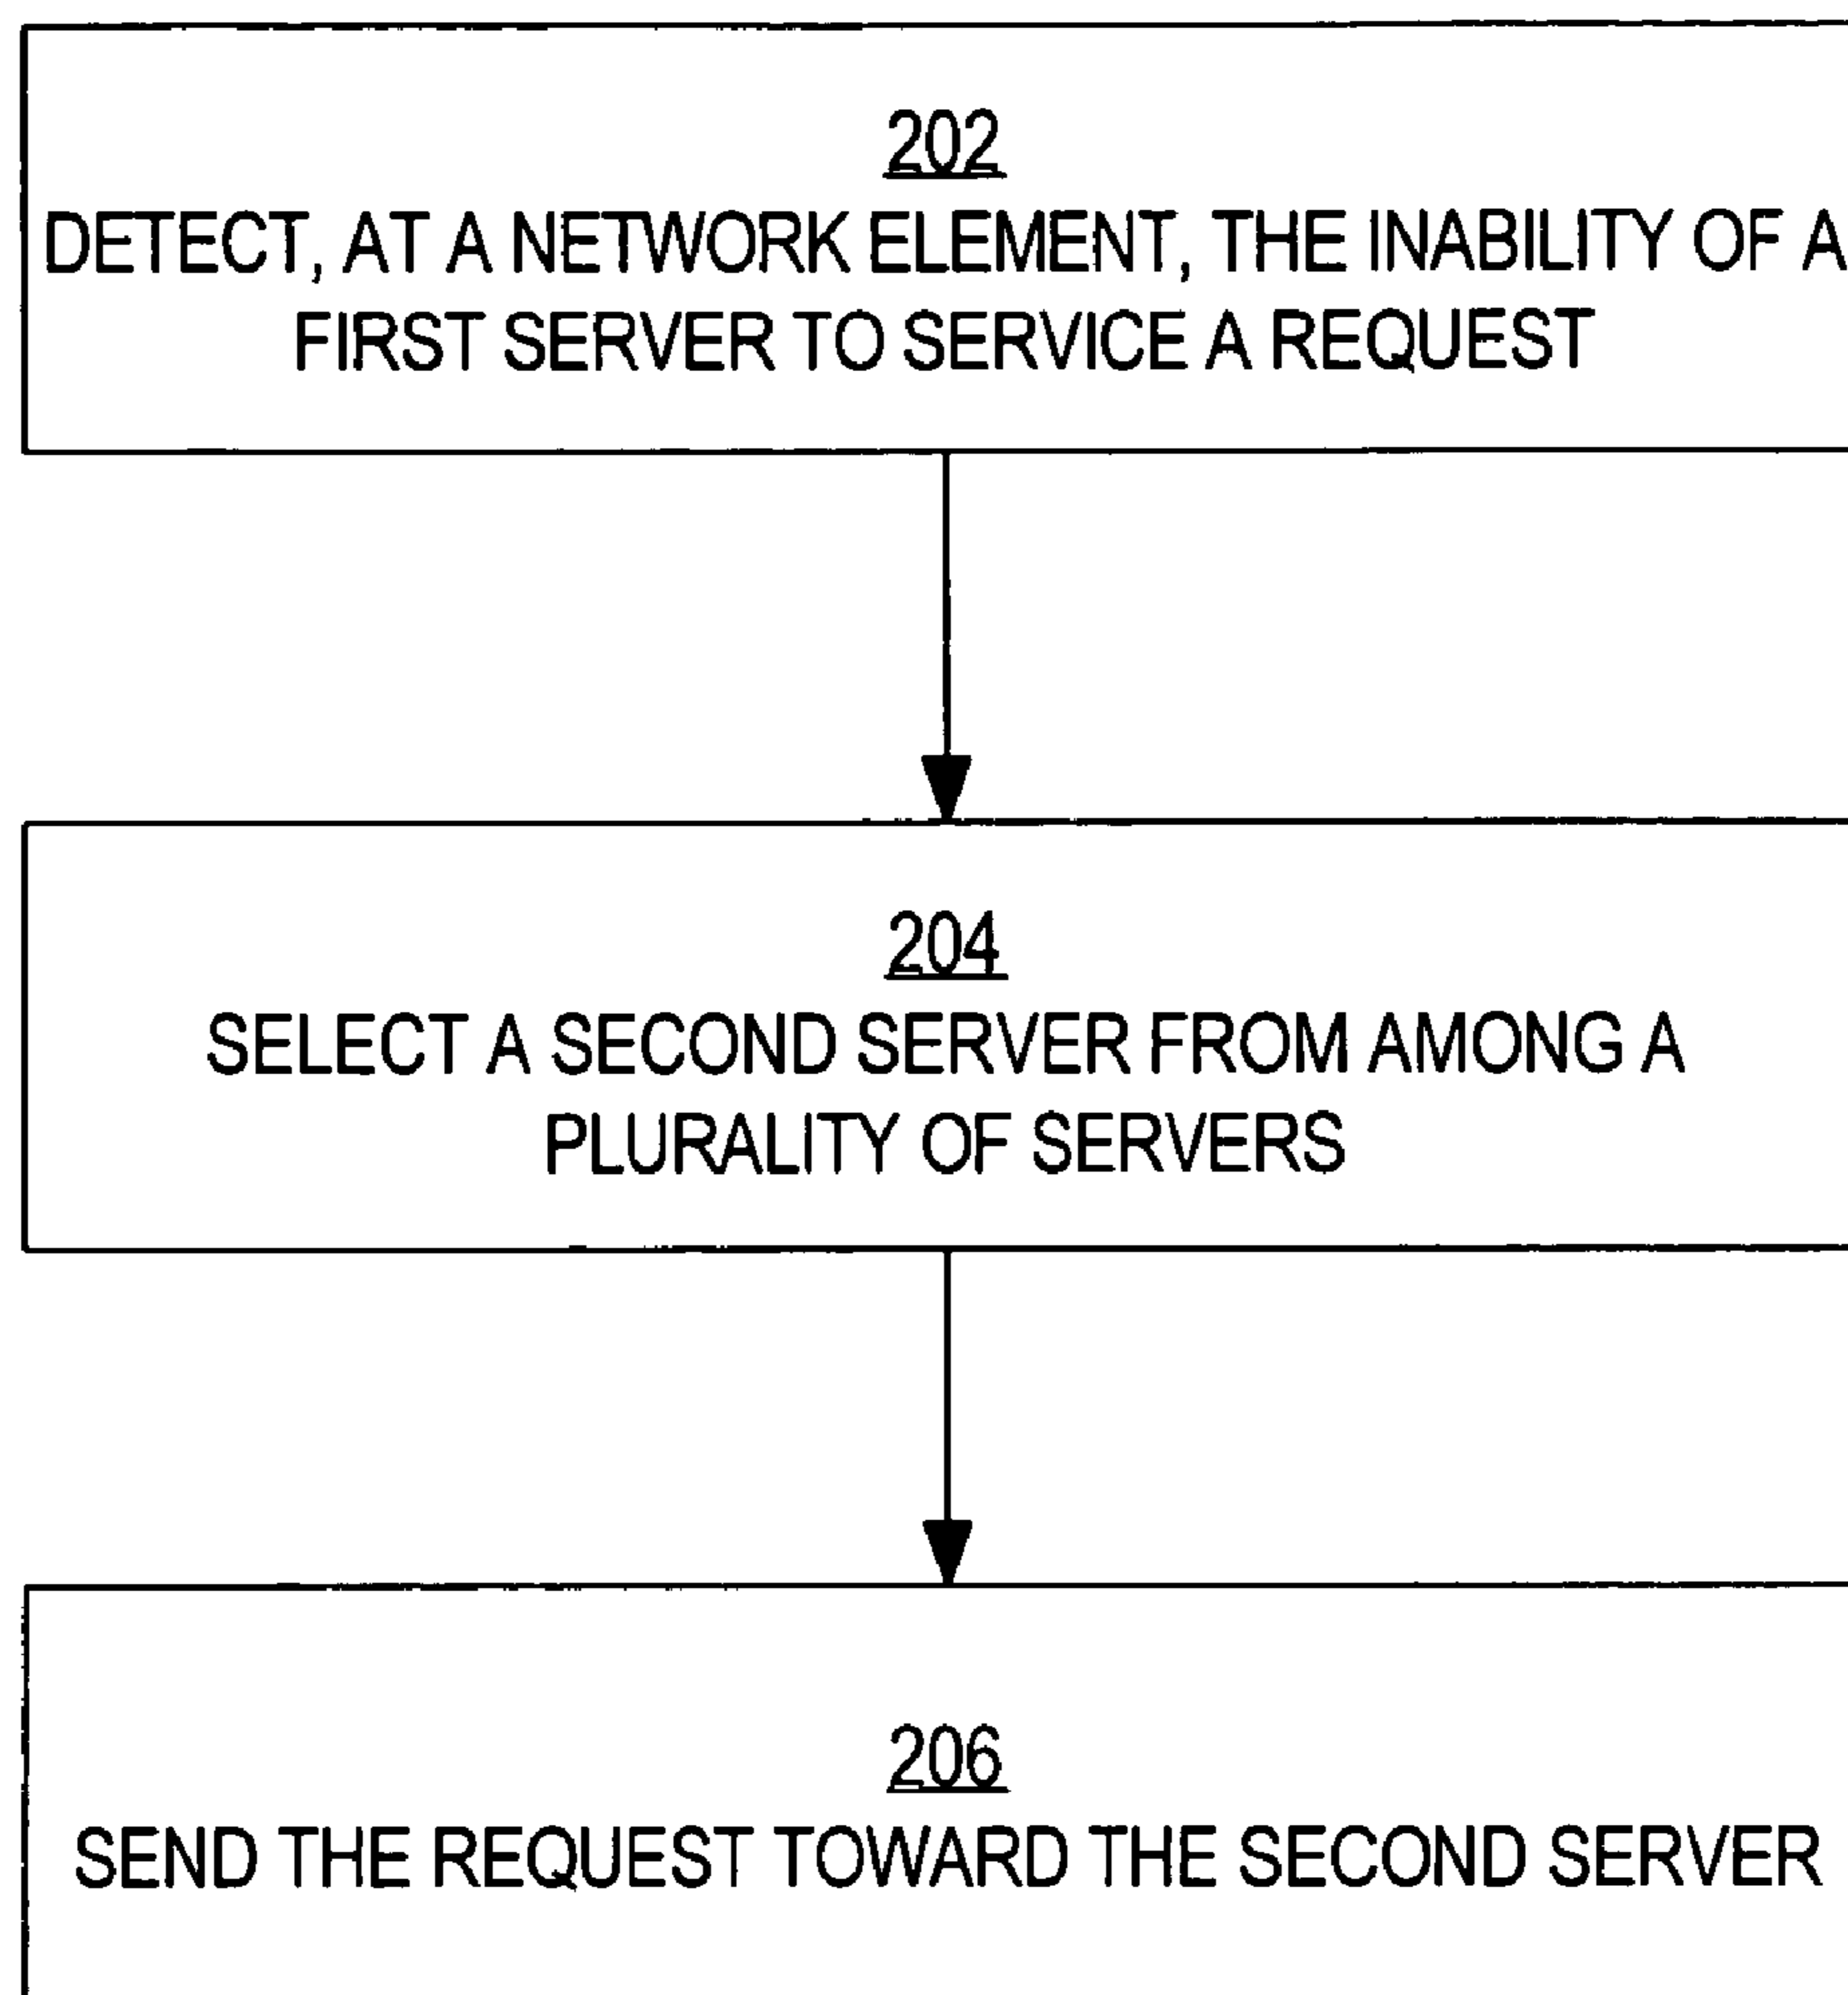 202
DETECT, AT A NETWORK ELEMENT, THE INABILITY OF A
FIRST SERVER TO SERVICE A REQUEST
204
SELECT A SECOND SERVER FROM AMONG A
PLURALITY OF SERVERS
206
SEND THE REQUEST TOWARD THE SECOND SERVER